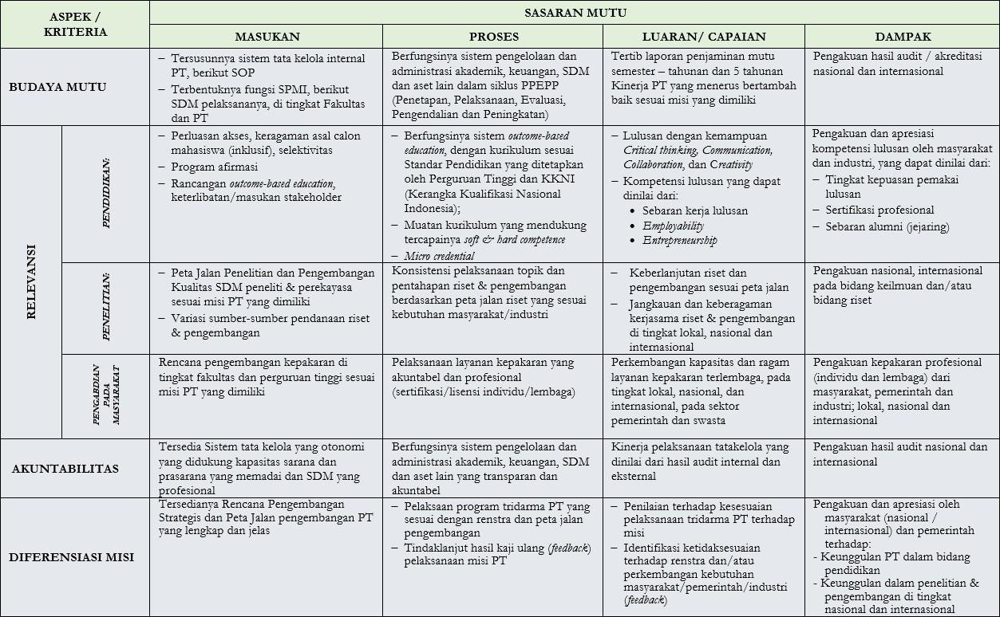 ASPEK /
KRITERIA
SASARAN MUTU
MASUKAN
PROSES
LUARAN/ CAPAIAN
DAMPAK
BUDAYA MUTU
– Tersusunnya sistem tata kelola internal
PT, berikut SOP
– Terbentuknya fungsi SPMI, berikut
SDM pelaksananya, di tingkat Fakultas
dan PT
Berfungsinya sistem pengelolaan dan
administrasi akademik, keuangan, SDM
dan aset lain dalam siklus PPEPP
(Penetapan, Pelaksanaan, Evaluasi,
Pengendalian dan Peningkatan)
Tertib laporan penjaminan mutu
semester – tahunan dan 5 tahunan
Kinerja PT yang menerus bertambah
baik sesuai misi yang dimiliki
Pengakuan hasil audit / akreditasi
nasional dan internasional
RELEVANSI
PENDIDIKAN:
– Perluasan akses, keragaman asal calon
mahasiswa (inklusif), selektivitas
– Program afirmasi
– Rancangan outcome-based education,
keterlibatan/masukan stakeholder
– Berfungsinya sistem outcome-based
education, dengan kurikulum sesuai
Standar Pendidikan yang ditetapkan
oleh Perguruan Tinggi dan KKNI
(Kerangka Kualifikasi Nasional
Indonesia);
– Muatan kurikulum yang mendukung
tercapainya soft & hard competence
– Micro credential
– Lulusan dengan kemampuan
Critical thinking, Communication,
Collaboration, dan Creativity
– Kompetensi lulusan yang dapat
dinilai dari:
• Sebaran kerja lulusan
• Employability
• Entrepreneurship
Pengakuan dan apresiasi
kompetensi lulusan oleh masyarakat
dan industri, yang dapat dinilai dari:
– Tingkat kepuasan pemakai
lulusan
– Sertifikasi profesional
– Sebaran alumni (jejaring)
PENELITIAN:
– Peta Jalan Penelitian dan Pengembangan
Kualitas SDM peneliti & perekayasa
sesuai misi PT yang dimiliki
– Variasi sumber-sumber pendanaan riset
& pengembangan
Konsistensi pelaksanaan topik dan
pentahapan riset & pengembangan
berdasarkan peta jalan riset yang sesuai
kebutuhan masyarakat/industri
– Keberlanjutan riset dan
pengembangan sesuai peta jalan
– Jangkauan dan keberagaman
kerjasama riset & pengembangan
di tingkat lokal, nasional dan
internasional
Pengakuan nasional, internasional
pada bidang keilmuan dan/atau
bidang riset
PENGABDIAN
PADA
MASYARAKAT
Rencana pengembangan kepakaran di
tingkat fakultas dan perguruan tinggi sesuai
misi PT yang dimiliki
Pelaksanaan layanan kepakaran yang
akuntabel dan profesional
(sertifikasi/lisensi individu/lembaga)
Perkembangan kapasitas dan ragam
layanan kepakaran terlembaga, pada
tingkat lokal, nasional, dan
internasional, pada sektor
pemerintah dan swasta
Pengakuan kepakaran profesional
(individu dan lembaga) dari
masyarakat, pemerintah dan
industri; lokal, nasional dan
internasional
AKUNTABILITAS
Tersedia Sistem tata kelola yang otonomi
yang didukung kapasitas sarana dan
prasarana yang memadai dan SDM yang
profesional
Berfungsinya sistem pengelolaan dan
administrasi akademik, keuangan, SDM
dan aset lain yang transparan dan
akuntabel
Kinerja pelaksanaan tatakelola yang
dinilai dari hasil audit internal dan
eksternal
Pengakuan hasil audit nasional dan
internasional
DIFERENSIASI MISI
Tersedianya Rencana Pengembangan
Strategis dan Peta Jalan pengembangan PT
yang lengkap dan jelas
– Pelaksaan program tridarma PT yang
sesuai dengan renstra dan peta jalan
pengembangan
– Tindaklanjut hasil kaji ulang (feedback)
pelaksanaan misi PT
– Penilaian terhadap kesesuaian
pelaksanaan tridarma PT terhadap
misi
– Identifikasi ketidaksesuaian
terhadap renstra dan/atau
perkembangan kebutuhan
masyarakat/pemerintah/industri
(feedback)
Pengakuan dan apresiasi oleh
masyarakat (nasional /
internasional) dan pemerintah
terhadap:
- Keunggulan PT dalam bidang
pendidikan
- Keunggulan dalam penelitian &
pengembangan di tingkat
nasional dan internasional